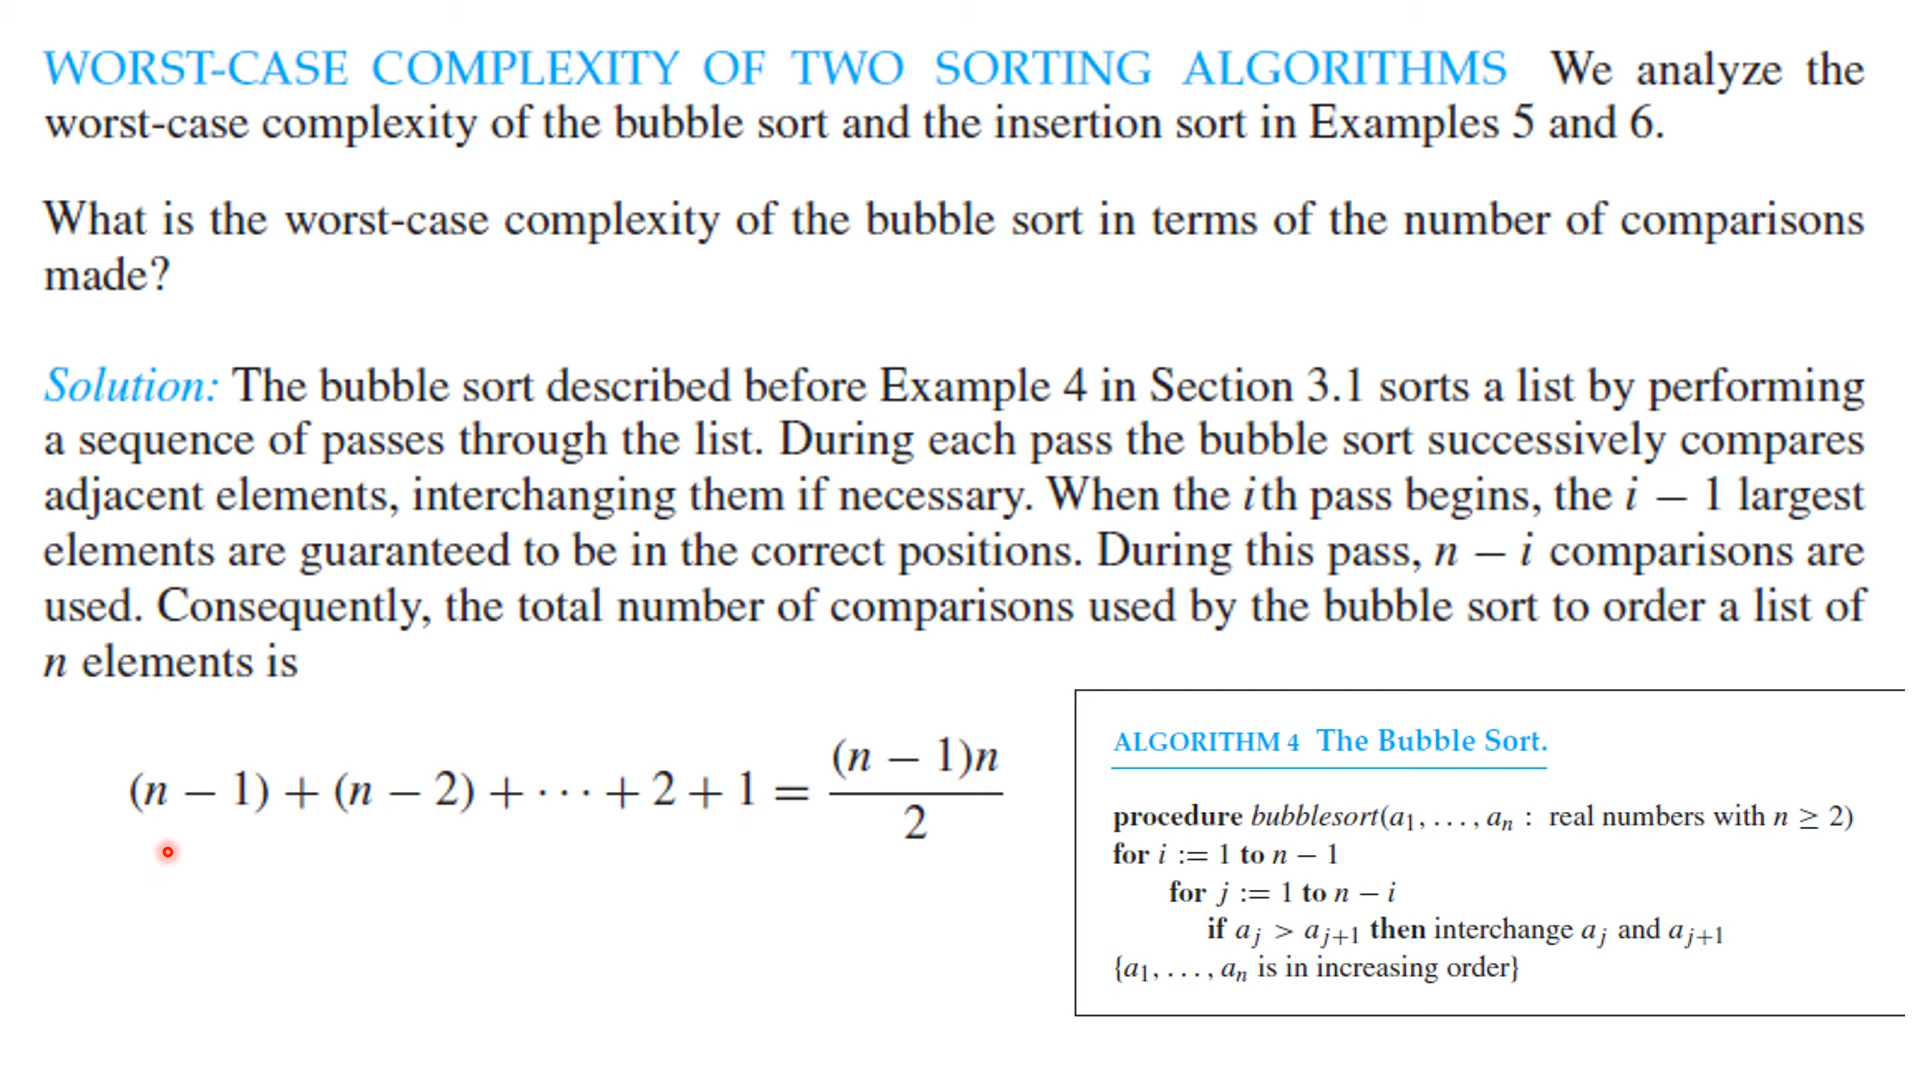 WORST-CASE COMPLEXITY OF TWO SORTING ALGORITHMS We analyze the
worst-case complexity of the bubble sort and the insertion sort in Examples 5 and 6.
What is the worst-case complexity of the bubble sort in terms of the number of comparisons
made?
Solution: The bubble sort described before Example 4 in Section 3.1 sorts a list by performing
a sequence of passes through the list. During each pass the bubble sort successively compares
adjacent elements, interchanging them if necessary. When the ith pass begins, the i − 1 largest
elements are guaranteed to be in the correct positions. During this pass, n − i comparisons are
used. Consequently, the total number of comparisons used by the bubble sort to order a list of
n elements is
(n − 1) + (n − 2) + · · · + 2 + 1 = (n − 1)n / 2
ALGORITHM 4 The Bubble Sort.
procedure bubblesort(a₁, . . . , aₙ : real numbers with n ≥ 2)
for i := 1 to n − 1
for j := 1 to n − i
if aⱼ > aⱼ₊₁ then interchange aⱼ and aⱼ₊₁
{a₁, . . . , aₙ is in increasing order}